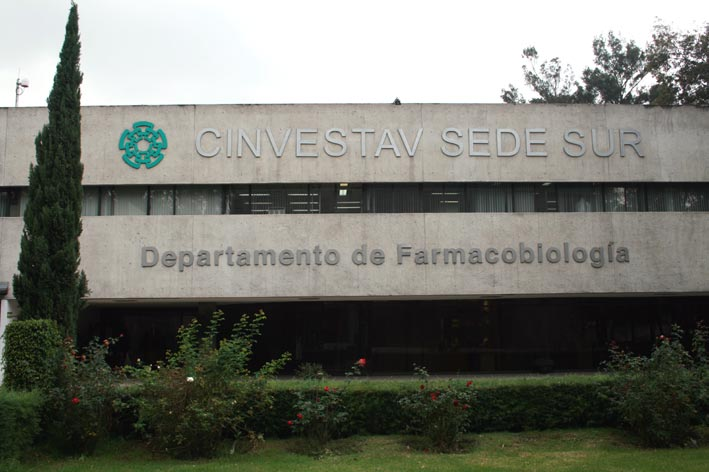 CINVESTAV SEDE SUR
Departamento de Farmacobiología